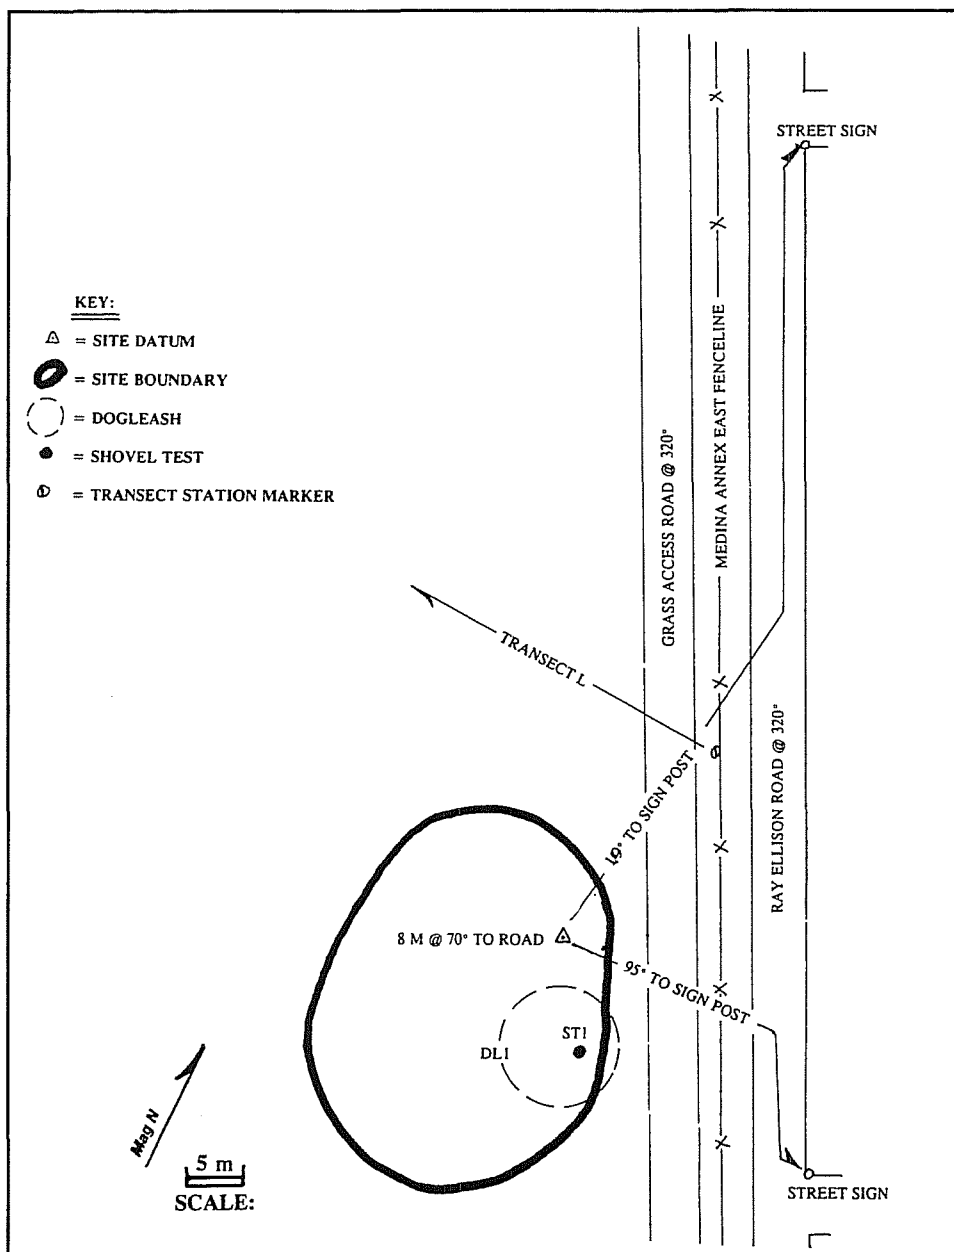 STREET SIGN
KEY:
= SITE DATUM
= SITE BOUNDARY
= DOGLEASH
= SHOVEL TEST
= TRANSECT STATION MARKER
GRASS ACCESS ROAD @ 320°
MEDINA ANNEX EAST FENCELINE
RAY ELLISON ROAD @ 320°
TRANSECT L
19° TO SIGN POST
8 M @ 70° TO ROAD
95° TO SIGN POST
ST1
DL1
Mag N
5 m
SCALE:
STREET SIGN